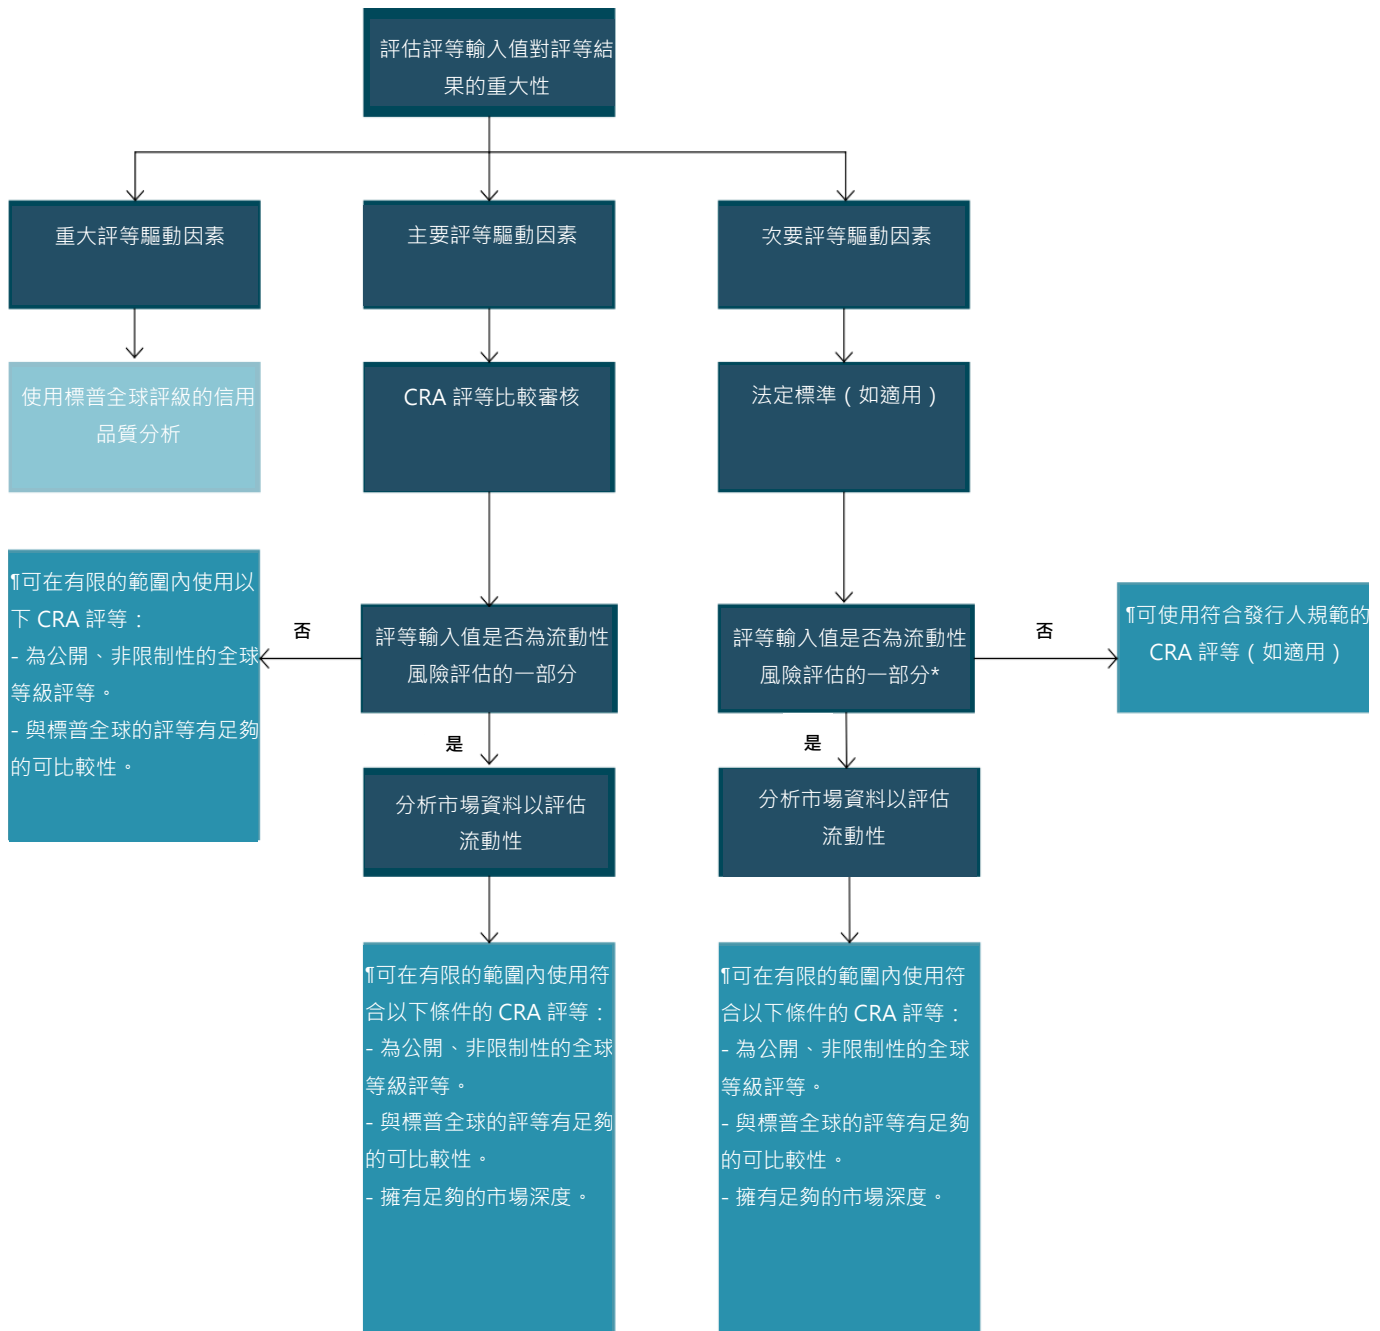 評估評等輸入值對評等結
果的重大性
重大評等驅動因素
主要評等驅動因素
次要評等驅動因素
使用標普全球評級的信用
品質分析
CRA 評等比較審核
法定標準（如適用）
¶可在有限的範圍內使用以
下 CRA 評等：
- 為公開、非限制性的全球
等級評等。
- 與標普全球的評等有足夠
的可比較性。
否
評等輸入值是否為流動性
風險評估的一部分
評等輸入值是否為流動性
風險評估的一部分*
否
¶可使用符合發行人規範的
CRA 評等（如適用）
是
是
分析市場資料以評估
流動性
分析市場資料以評估
流動性
¶可在有限的範圍內使用符
合以下條件的 CRA 評等：
- 為公開、非限制性的全球
等級評等。
- 與標普全球的評等有足夠
的可比較性。
- 擁有足夠的市場深度。
¶可在有限的範圍內使用符
合以下條件的 CRA 評等：
- 為公開、非限制性的全球
等級評等。
- 與標普全球的評等有足夠
的可比較性。
- 擁有足夠的市場深度。